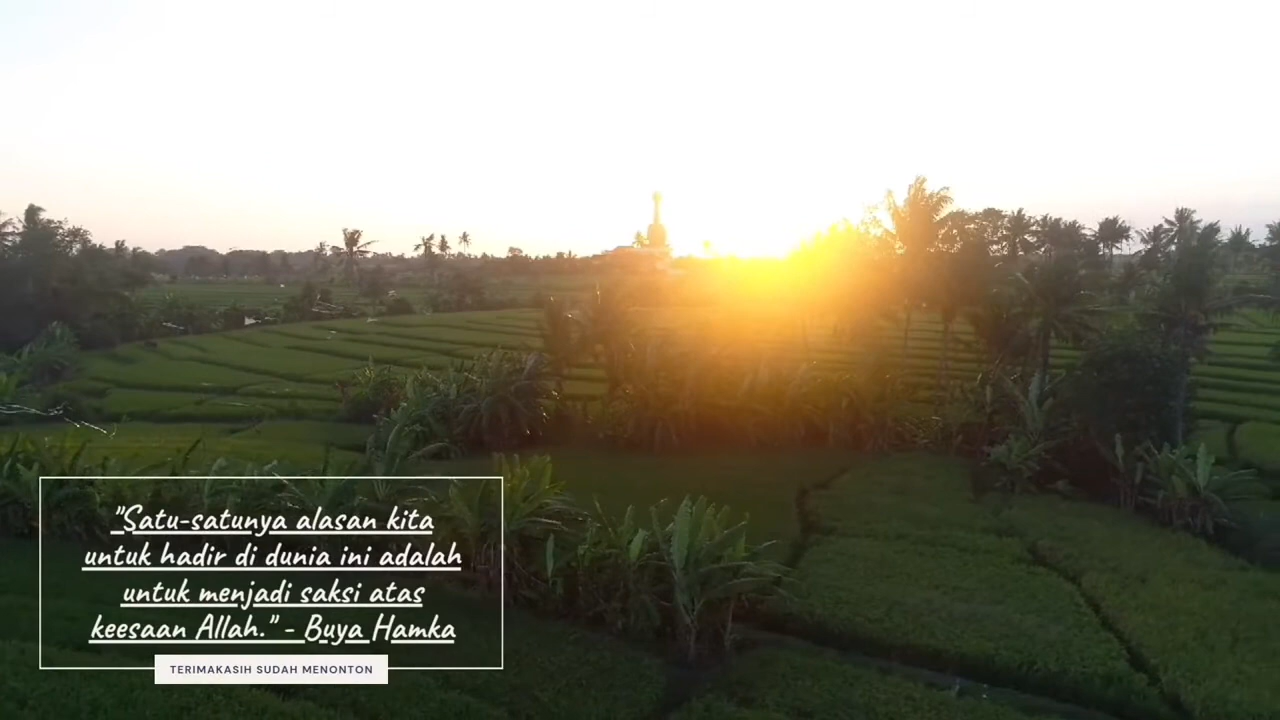 "Satu-satunya alasan kita
untuk hadir di dunia ini adalah
untuk menjadi saksi atas
keesaan Allah." - Buya Hamka
TERIMAKASIH SUDAH MENONTON